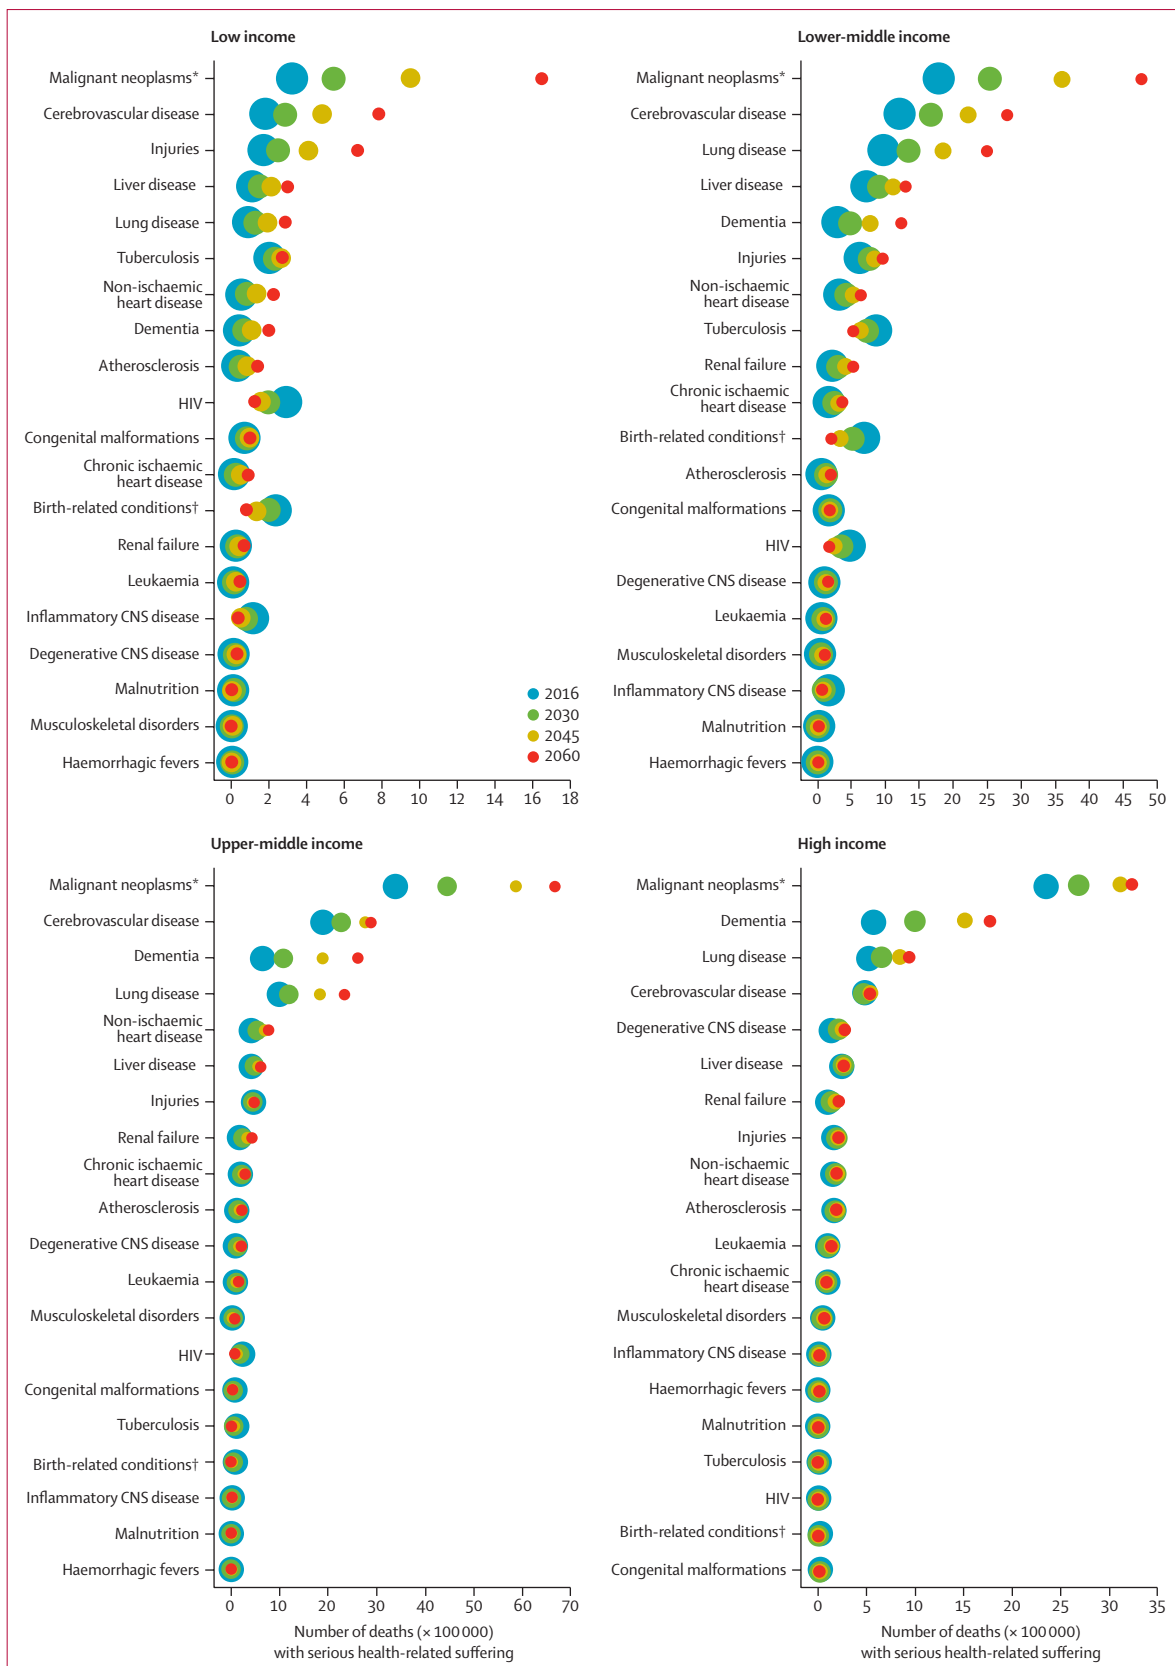 Low income
Malignant neoplasms*
Cerebrovascular disease
Injuries
Liver disease
Lung disease
Tuberculosis
Non-ischaemic
heart disease
Dementia
Atherosclerosis
HIV
Congenital malformations
Chronic ischaemic
heart disease
Birth-related conditions†
Renal failure
Leukaemia
Inflammatory CNS disease
Degenerative CNS disease
Malnutrition
Musculoskeletal disorders
Haemorrhagic fevers
2016
2030
2045
2060
0 2 4 6 8 10 12 14 16 18
Lower-middle income
Malignant neoplasms*
Cerebrovascular disease
Lung disease
Liver disease
Dementia
Injuries
Non-ischaemic
heart disease
Tuberculosis
Renal failure
Chronic ischaemic
heart disease
Birth-related conditions†
Atherosclerosis
Congenital malformations
HIV
Degenerative CNS disease
Leukaemia
Musculoskeletal disorders
Inflammatory CNS disease
Malnutrition
Haemorrhagic fevers
0 5 10 15 20 25 30 35 40 45 50
Upper-middle income
Malignant neoplasms*
Cerebrovascular disease
Dementia
Lung disease
Non-ischaemic
heart disease
Liver disease
Injuries
Renal failure
Chronic ischaemic
heart disease
Atherosclerosis
Degenerative CNS disease
Leukaemia
Musculoskeletal disorders
HIV
Congenital malformations
Tuberculosis
Birth-related conditions†
Inflammatory CNS disease
Malnutrition
Haemorrhagic fevers
0 10 20 30 40 50 60 70
Number of deaths (× 100 000)
with serious health-related suffering
High income
Malignant neoplasms*
Dementia
Lung disease
Cerebrovascular disease
Degenerative CNS disease
Liver disease
Renal failure
Injuries
Non-ischaemic
heart disease
Atherosclerosis
Leukaemia
Chronic ischaemic
heart disease
Musculoskeletal disorders
Inflammatory CNS disease
Haemorrhagic fevers
Malnutrition
Tuberculosis
HIV
Birth-related conditions†
Congenital malformations
0 5 10 15 20 25 30 35
Number of deaths (× 100 000)
with serious health-related suffering